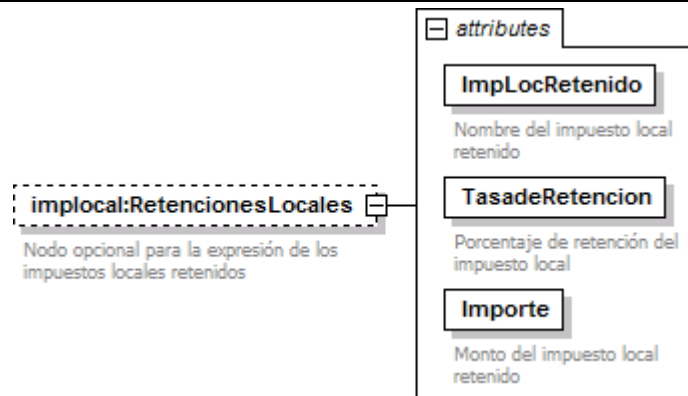 attributes
ImpLocRetenido
Nombre del impuesto local
retenido
implocal:RetencionesLocales
Nodo opcional para la expresión de los
impuestos locales retenidos
TasadeRetencion
Porcentaje de retención del
impuesto local
Importe
Monto del impuesto local
retenido